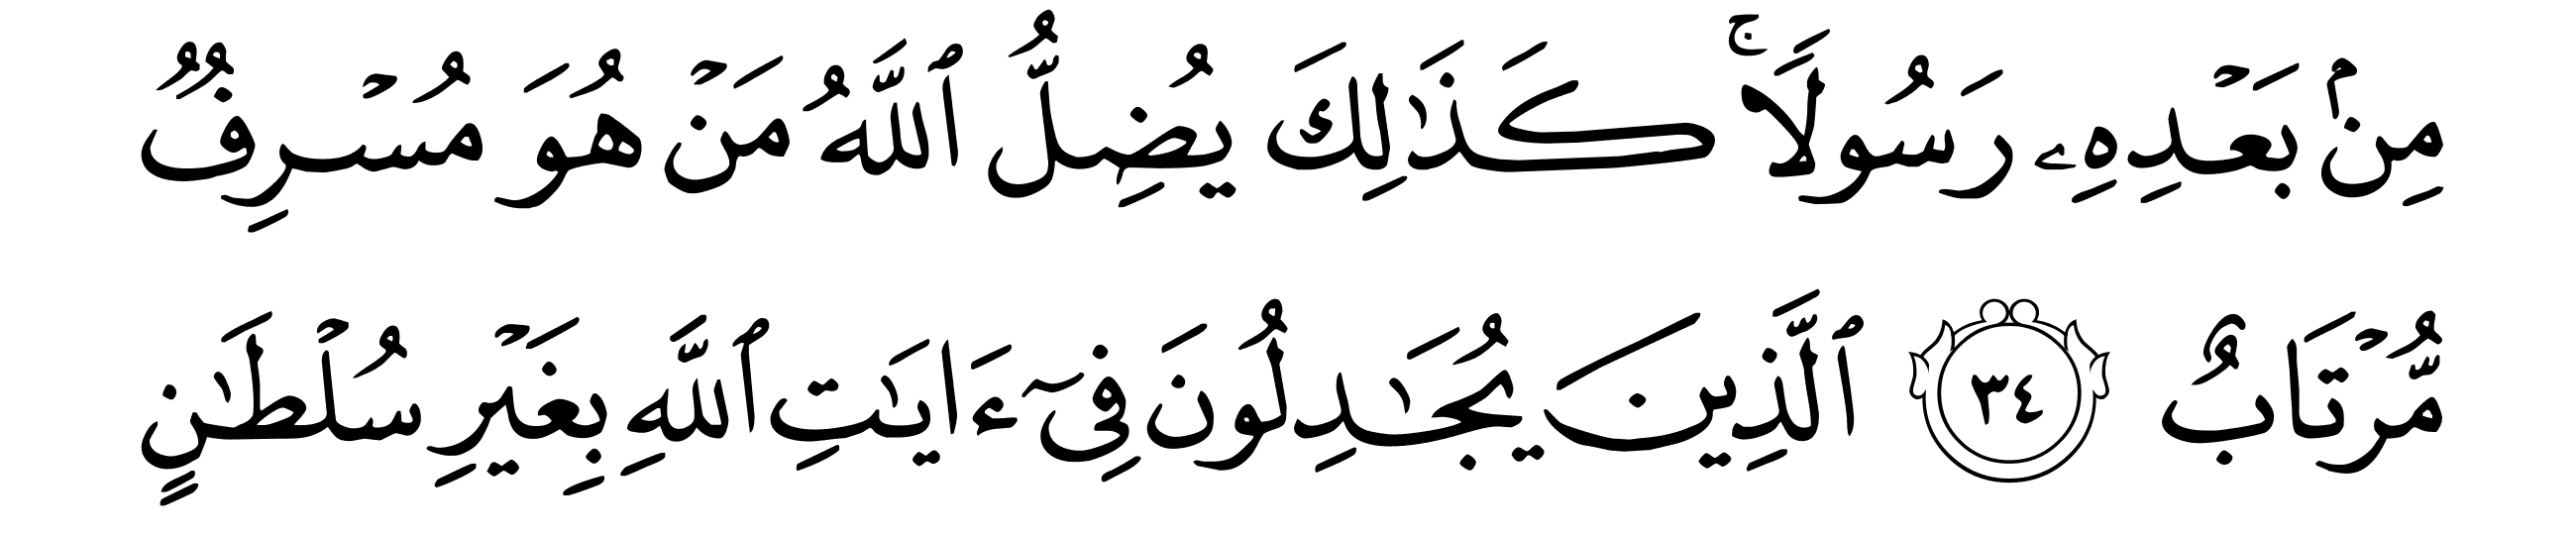 مِنۢ بَعۡدِهِۦ رَسُولٗاۚ كَذَٰلِكَ يُضِلُّ ٱللَّهُ مَنۡ هُوَ مُسۡرِفٞ
مُّرۡتَابٌ ٣٤ ٱلَّذِينَ يُجَٰدِلُونَ فِيٓ ءَايَٰتِ ٱللَّهِ بِغَيۡرِ سُلۡطَٰنٍ